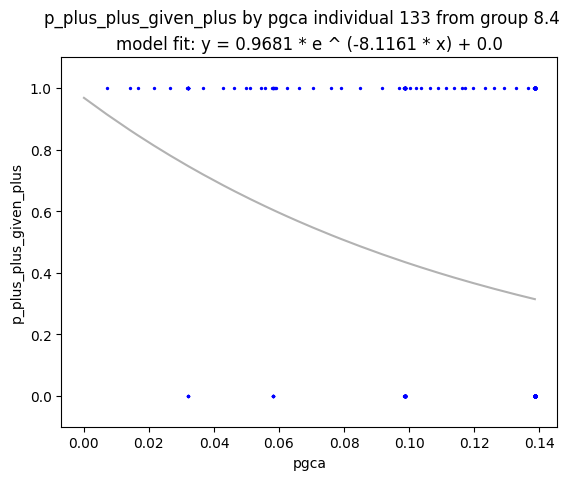 p_plus_plus_given_plus by pgca individual 133 from group 8.4
model fit: y = 0.9681 * e ^ (-8.1161 * x) + 0.0
p_plus_plus_given_plus
1.0
0.8
0.6
0.4
0.2
0.0
0.00 0.02 0.04 0.06 0.08 0.10 0.12 0.14
pgca